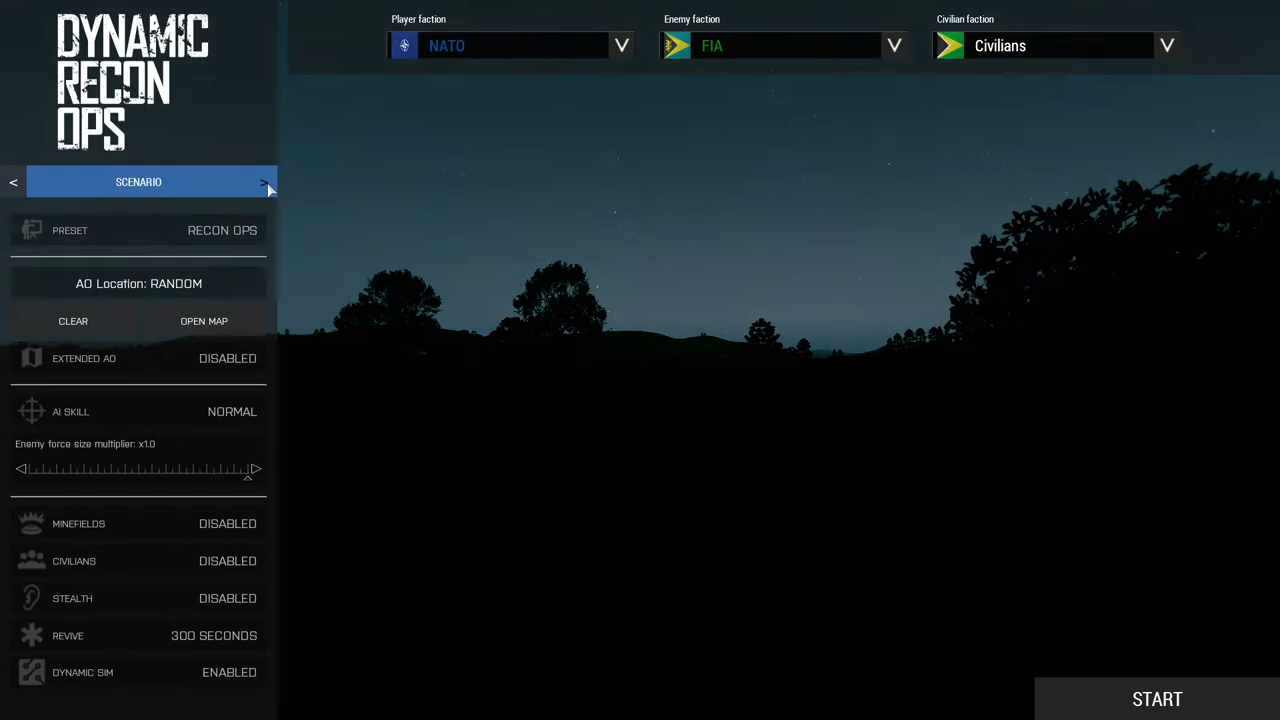 DYNAMIC
RECON
OPS
Player faction
NATO
Enemy faction
FIA
Civilian faction
Civilians
< SCENARIO >
PRESET RECON OPS
AO Location: RANDOM
CLEAR OPEN MAP
EXTENDED AO DISABLED
AI SKILL NORMAL
Enemy force size multiplier: x1.0
MINEFIELDS DISABLED
CIVILIANS DISABLED
STEALTH DISABLED
REVIVE 300 SECONDS
DYNAMIC SIM ENABLED
START